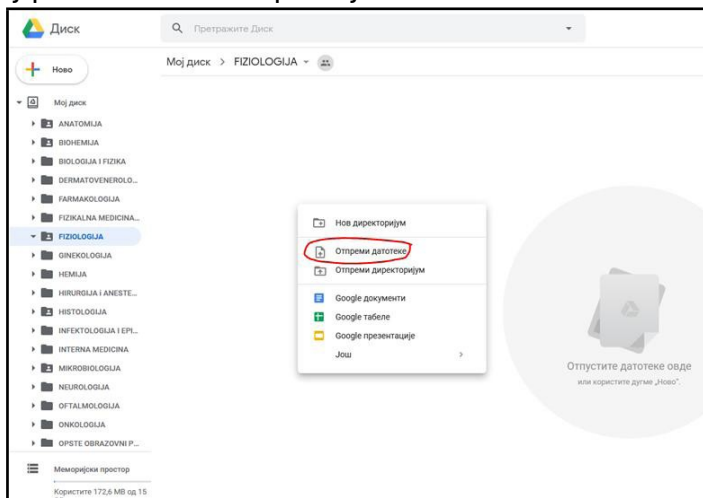 Диск
Претражите Диск
Ново
Мој диск > FIZIOLOGIJA
Мој диск
ANATOMIJA
BIOHEMIJA
BIOLOGIJA I FIZIKA
DERMATOVENEROLO...
FARMAKOLOGIJA
FIZIKALNA MEDICINA...
FIZIOLOGIJA
GINEKOLOGIJA
HEMIJA
HIRURGIJA i ANESTE...
HISTOLOGIJA
INFEKTOLOGIJA I EPI...
INTERNA MEDICINA
MIKROBIOLOGIJA
NEUROLOGIJA
OFTALMOLOGIJA
ONKOLOGIJA
OPSTE OBRAZOVNI P...
Меморијски простор
Користите 172,6 MB од 15
Нов директоријум
Отпреми датотеке
Отпреми директоријум
Google документи
Google табеле
Google презентације
Још >
Отпустите датотеке овде
или користите дугме „Ново“.